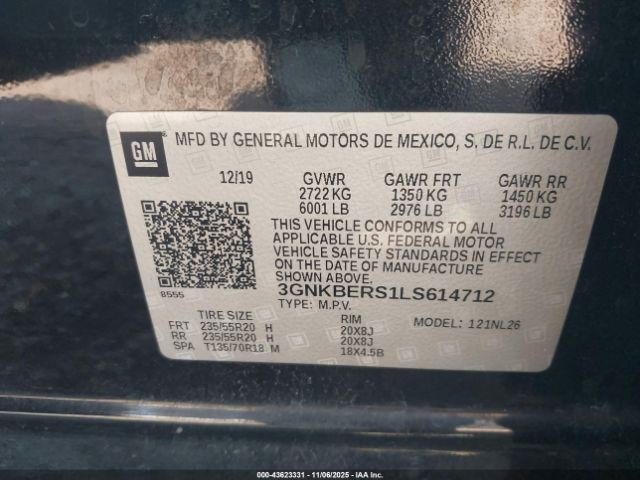 GM
MFD BY GENERAL MOTORS DE MEXICO, S. DE R.L. DE C.V.
12/19 GVWR GAWR FRT GAWR RR
2722 KG 1350 KG 1450 KG
6001 LB 2976 LB 3196 LB
THIS VEHICLE CONFORMS TO ALL
APPLICABLE U.S. FEDERAL MOTOR
VEHICLE SAFETY STANDARDS IN EFFECT
ON THE DATE OF MANUFACTURE
SHOWN ABOVE.
8555 3GNKBERS1LS614712
TYPE: M.P.V.
TIRE SIZE RIM MODEL: 121NL26
FRT 235/55R20 H 20X8J
RR 235/55R20 H 20X8J
SPA T135/70R18 M 18X4.5B
000-43623331 - 11/06/2025 - IAA, Inc.